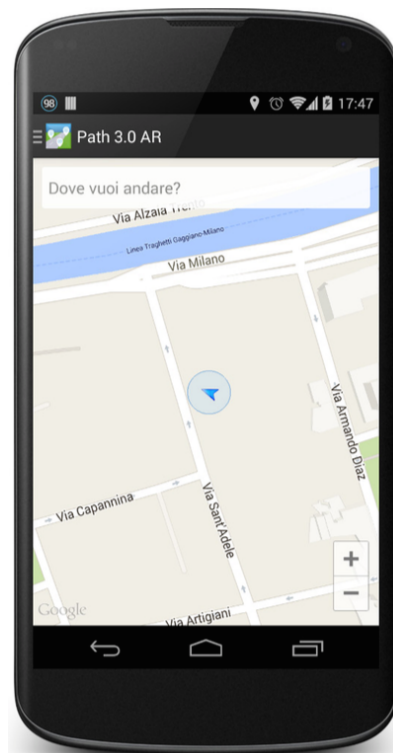 98
17:47
Path 3.0 AR
Dove vuoi andare?
Via Alzaia Trento
Linea Traghetti Gaggiano-Milano
Via Milano
Via Armando Diaz
Via Capannina
Via Sant'Adele
+
Google
−
Via Artigiani